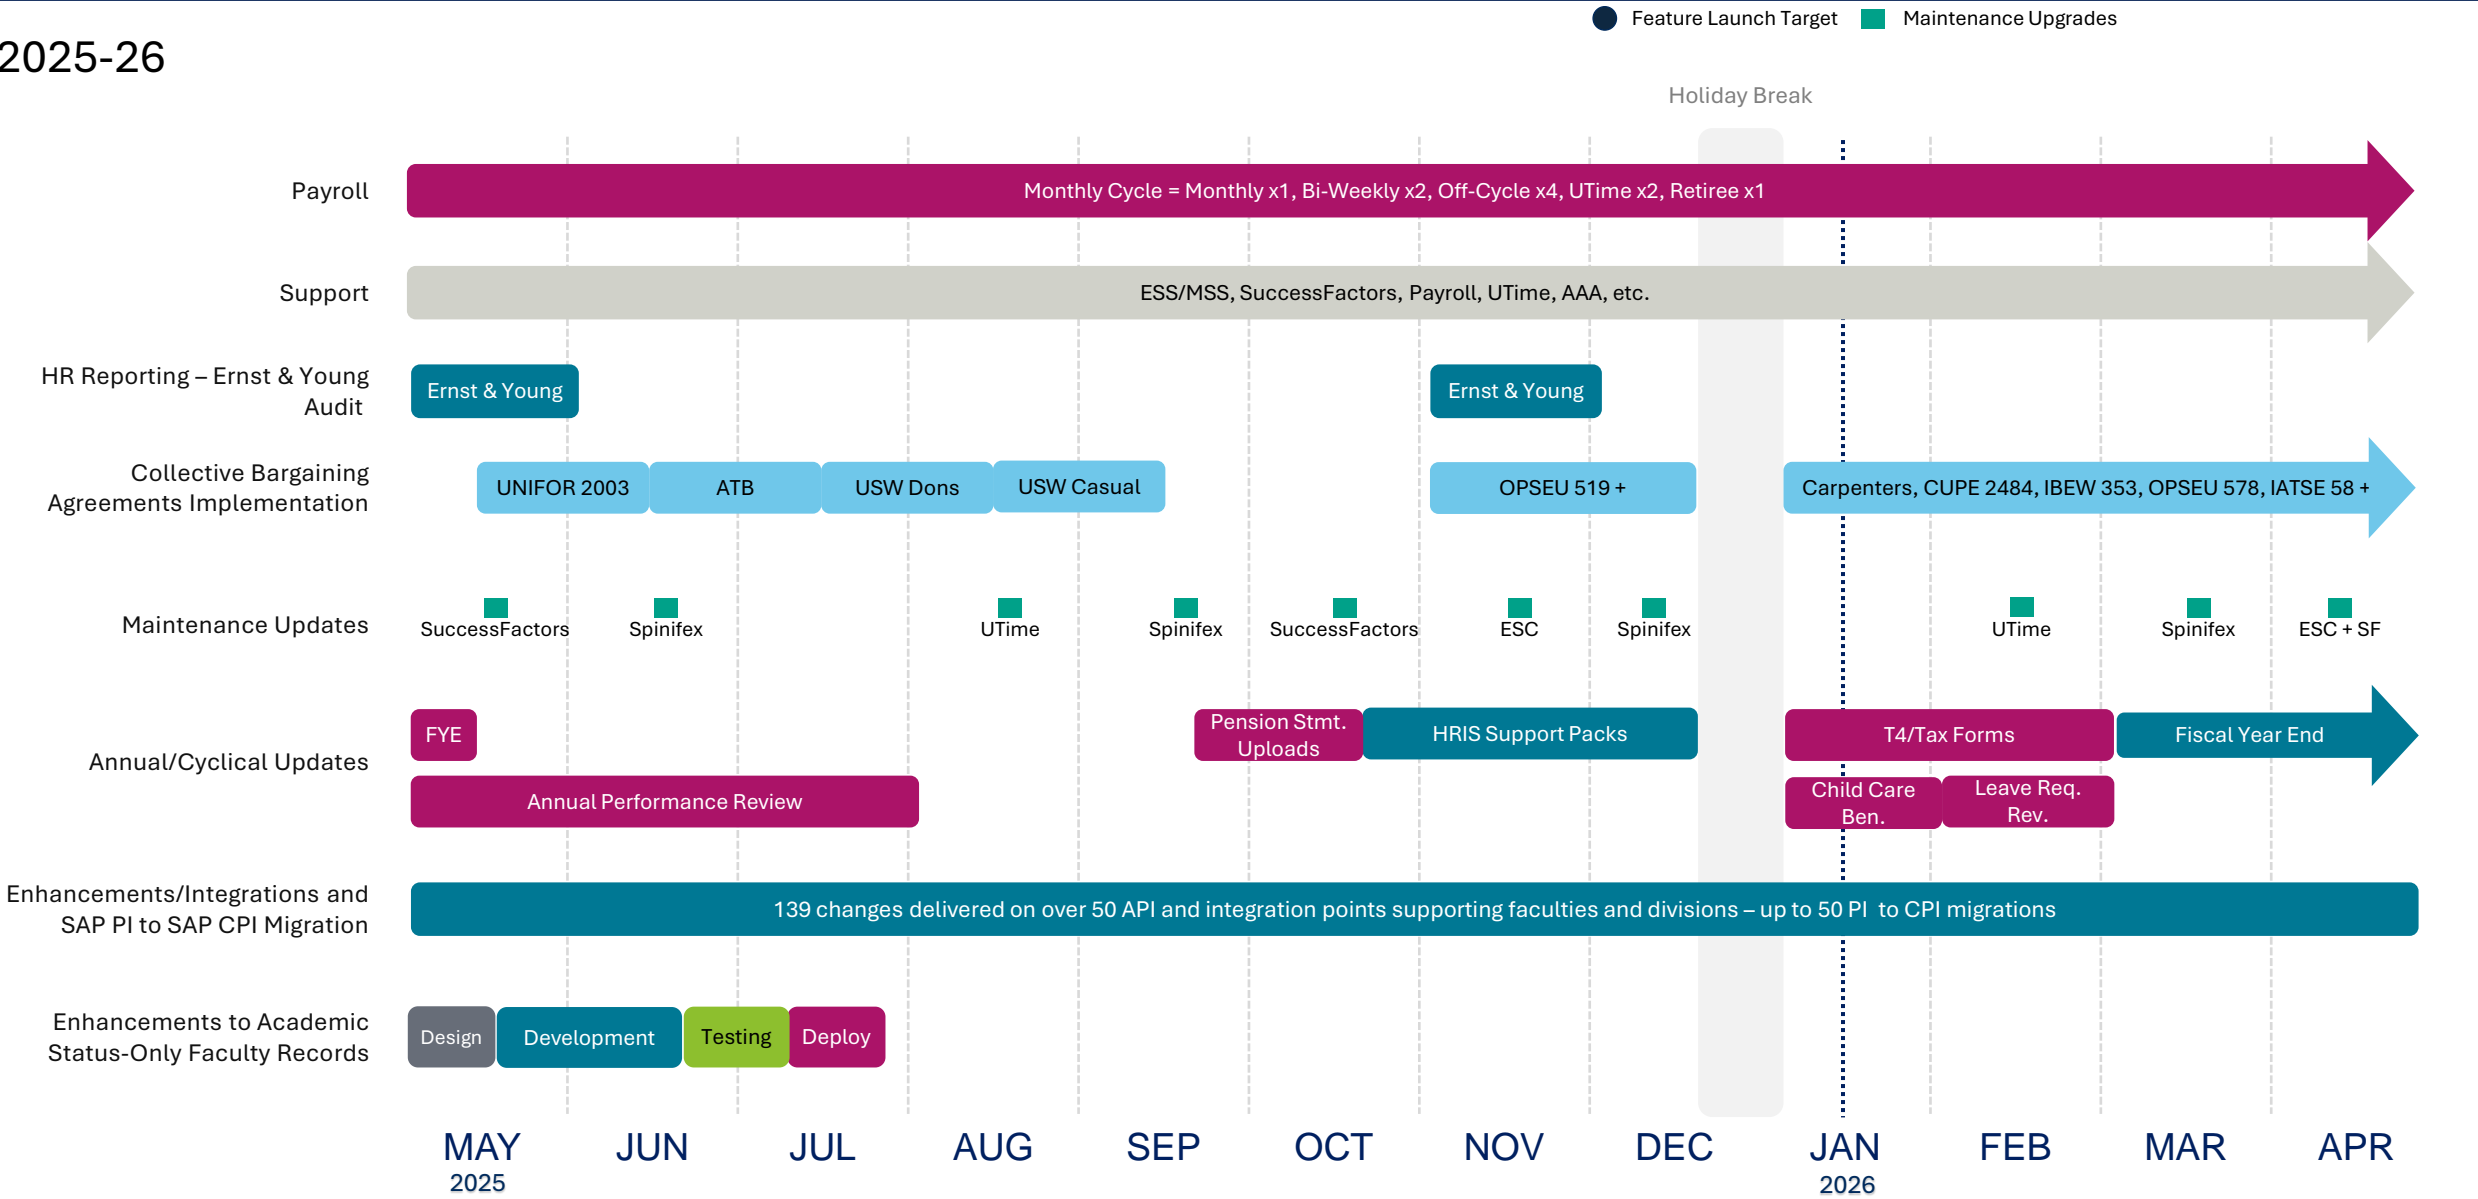 Feature Launch Target
Maintenance Upgrades
2025-26
Holiday Break
Payroll
Monthly Cycle = Monthly x1, Bi-Weekly x2, Off-Cycle x4, UTime x2, Retiree x1
Support
ESS/MSS, SuccessFactors, Payroll, UTime, AAA, etc.
HR Reporting – Ernst & Young
Audit
Ernst & Young
Ernst & Young
Collective Bargaining
Agreements Implementation
UNIFOR 2003
ATB
USW Dons
USW Casual
OPSEU 519 +
Carpenters, CUPE 2484, IBEW 353, OPSEU 578, IATSE 58 +
Maintenance Updates
SuccessFactors
Spinifex
UTime
Spinifex
SuccessFactors
ESC
Spinifex
UTime
Spinifex
ESC + SF
Annual/Cyclical Updates
FYE
Pension Stmt.
Uploads
HRIS Support Packs
T4/Tax Forms
Fiscal Year End
Annual Performance Review
Child Care
Ben.
Leave Req.
Rev.
Enhancements/Integrations and
SAP PI to SAP CPI Migration
139 changes delivered on over 50 API and integration points supporting faculties and divisions – up to 50 PI  to CPI migrations
Enhancements to Academic
Status-Only Faculty Records
Design
Development
Testing
Deploy
MAY
2025
JUN
JUL
AUG
SEP
OCT
NOV
DEC
JAN
2026
FEB
MAR
APR